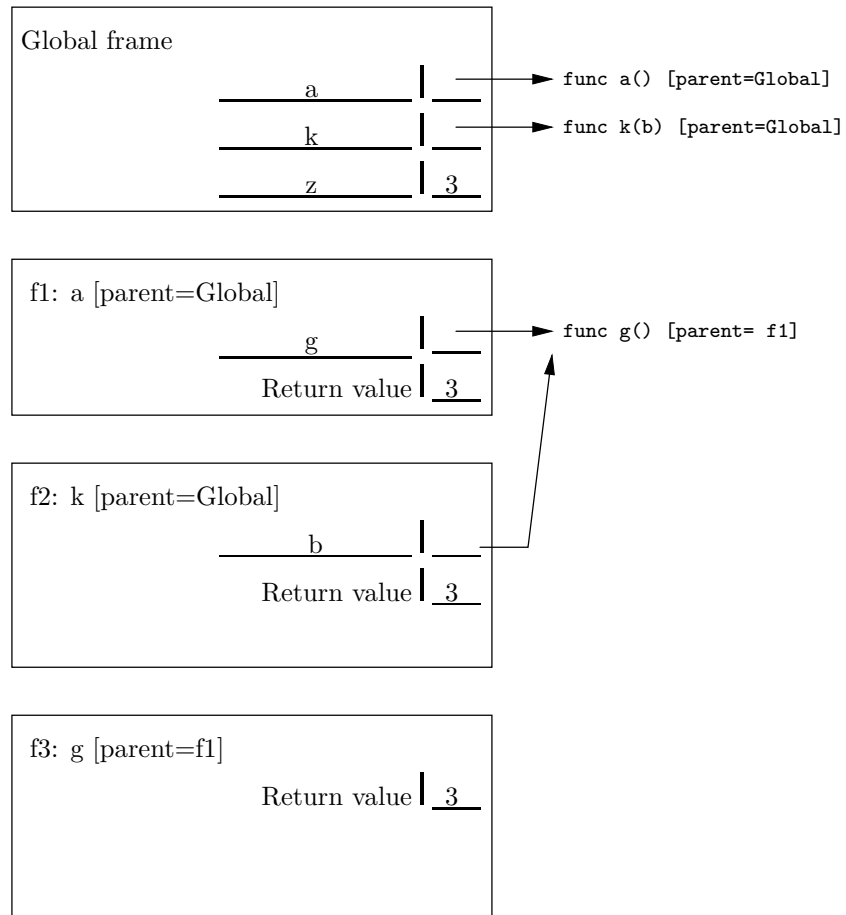 Global frame
a func a() [parent=Global]
k func k(b) [parent=Global]
z 3
f1: a [parent=Global]
g func g() [parent= f1]
Return value 3
f2: k [parent=Global]
b
Return value 3
f3: g [parent=f1]
Return value 3